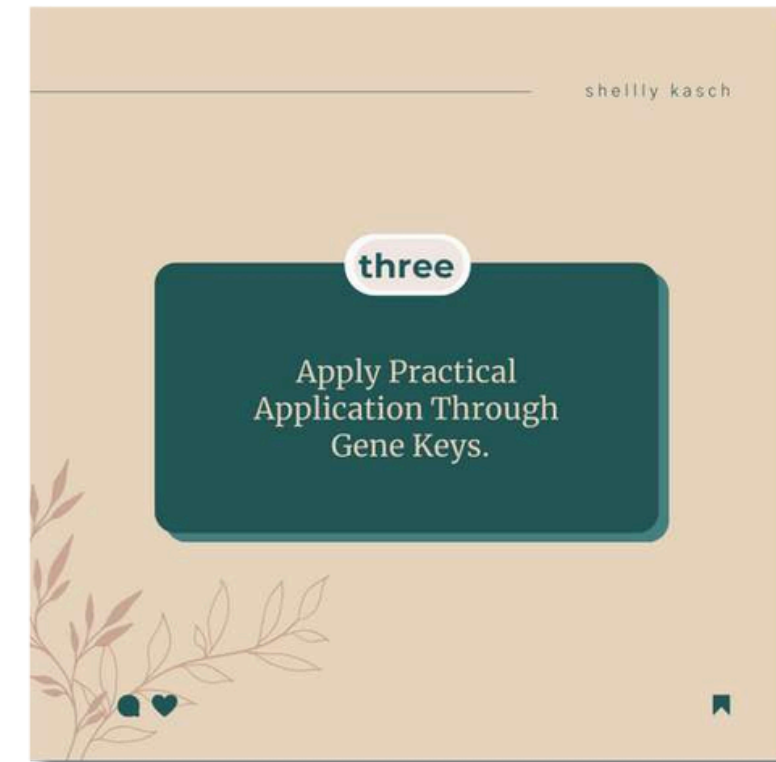 shellly kasch
three
Apply Practical
Application Through
Gene Keys.